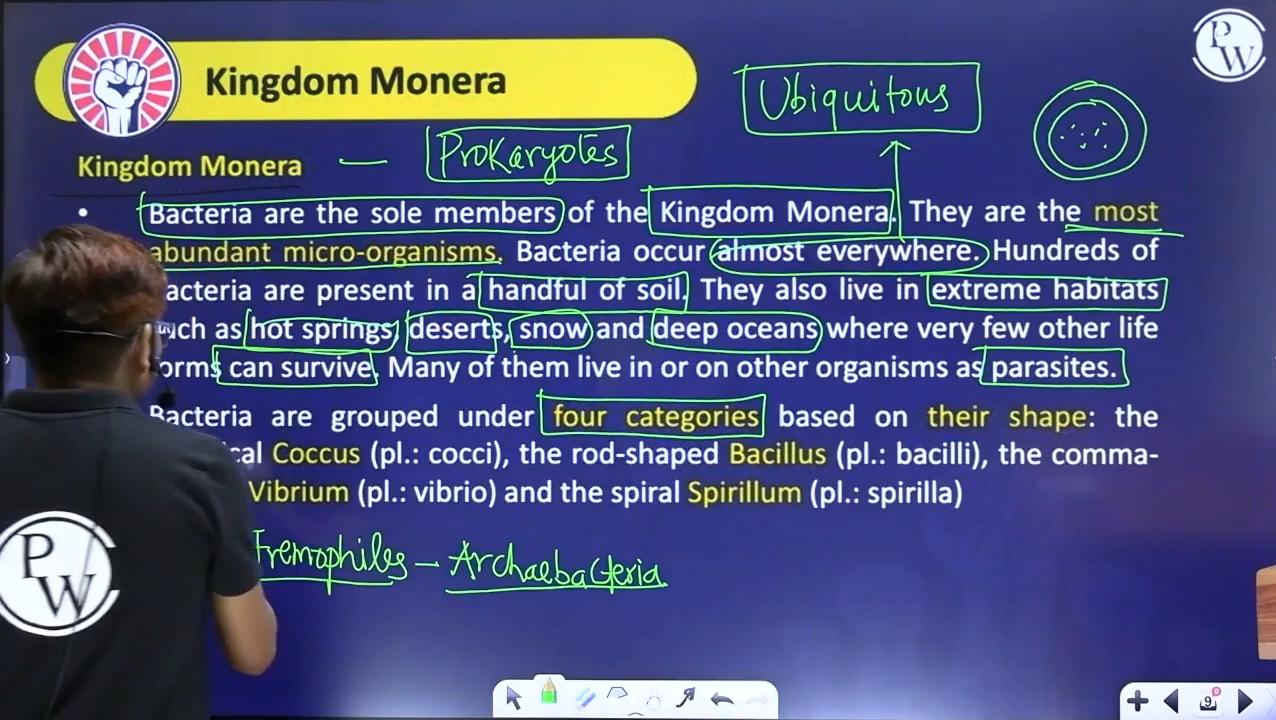 Kingdom Monera
PW
Ubiquitous
Kingdom Monera — Prokaryotes
• Bacteria are the sole members of the Kingdom Monera. They are the most
abundant micro-organisms. Bacteria occur almost everywhere. Hundreds of
acteria are present in a handful of soil. They also live in extreme habitats
uch as hot springs, deserts, snow and deep oceans where very few other life
orms can survive. Many of them live in or on other organisms as parasites.
Bacteria are grouped under four categories based on their shape: the
cal Coccus (pl.: cocci), the rod-shaped Bacillus (pl.: bacilli), the comma-
Vibrium (pl.: vibrio) and the spiral Spirillum (pl.: spirilla)
tremophiles – Archaebacteria
PW
9